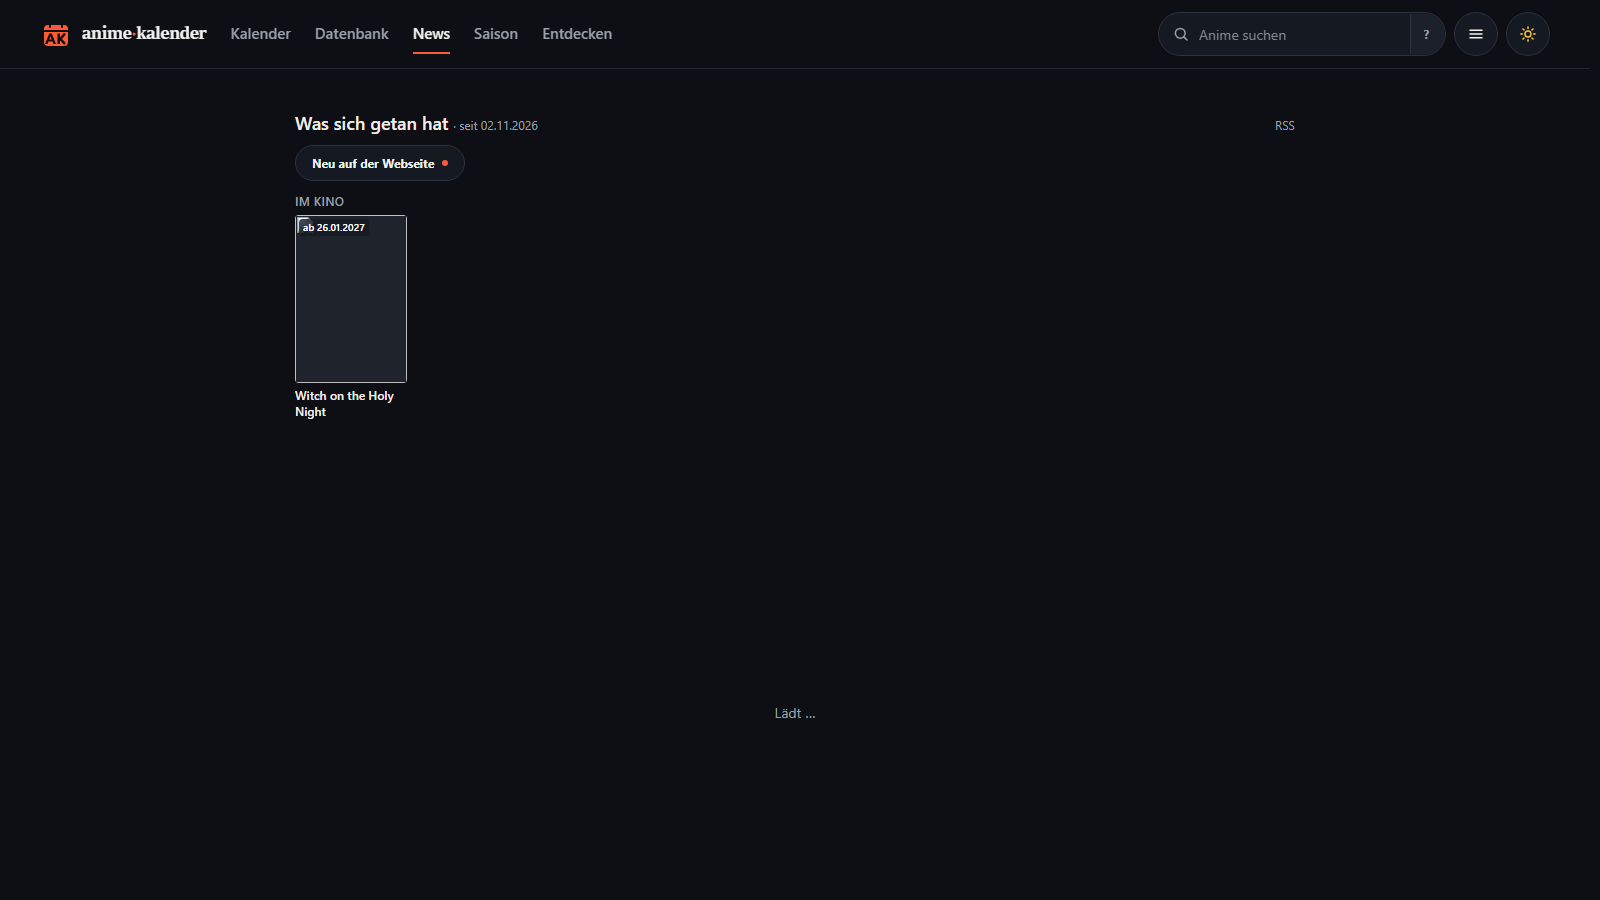 AK anime·kalender Kalender Datenbank News Saison Entdecken Anime suchen ?
Was sich getan hat · seit 02.11.2026 RSS
Neu auf der Webseite
IM KINO
ab 26.01.2027
Witch on the Holy
Night
Lädt ...